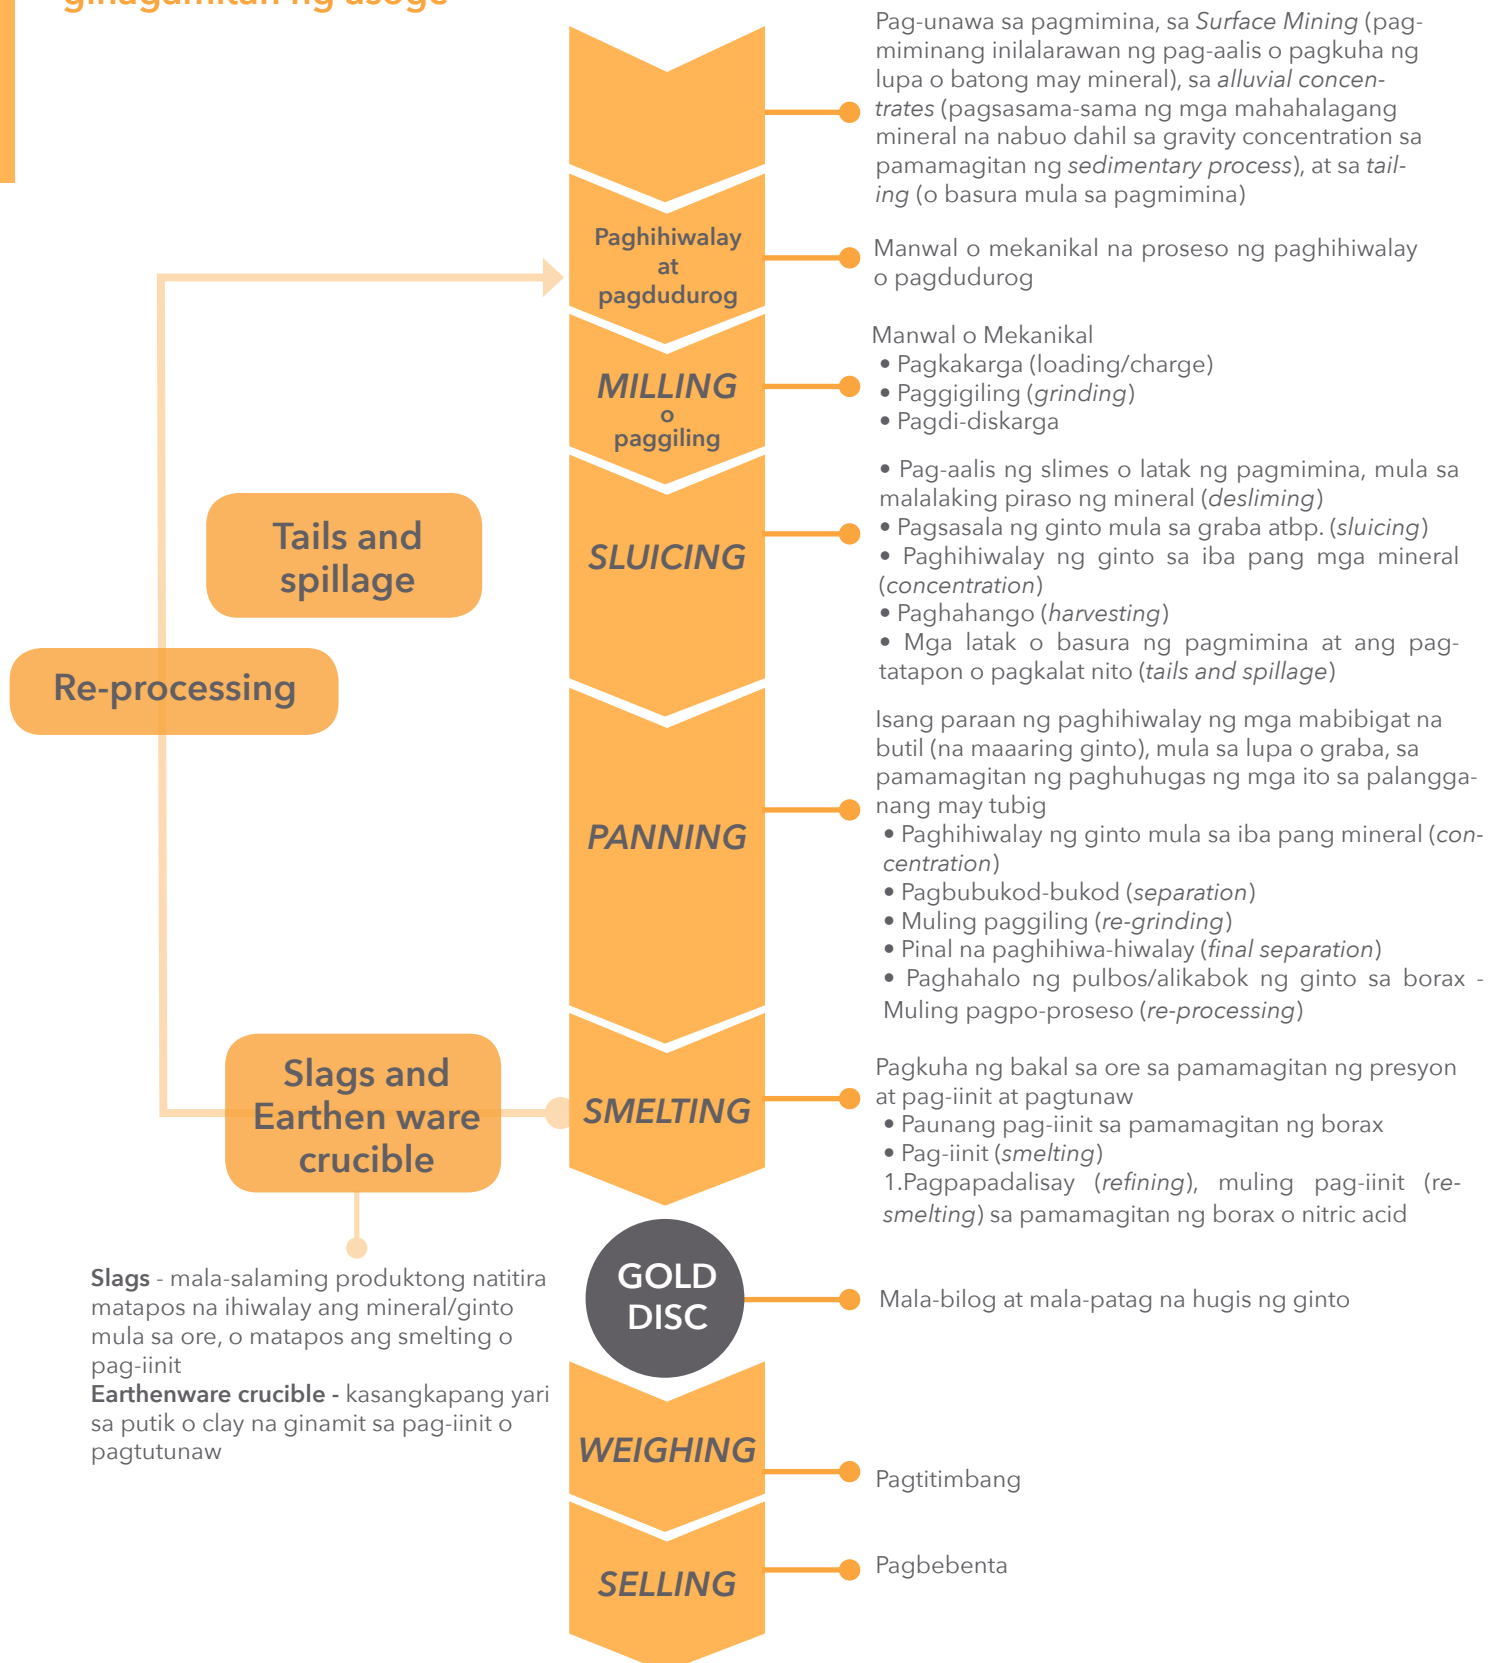 ginagamitan ng asoge
Pag-unawa sa pagmimina, sa Surface Mining (pag-
miminang inilalarawan ng pag-aalis o pagkuha ng
lupa o batong may mineral), sa alluvial concen-
trates (pagsasama-sama ng mga mahahalagang
mineral na nabuo dahil sa gravity concentration sa
pamamagitan ng sedimentary process), at sa tail-
ing (o basura mula sa pagmimina)
Paghihiwalay
at
pagdudurog
Manwal o mekanikal na proseso ng paghihiwalay
o pagdudurog
MILLING
o
paggiling
Manwal o Mekanikal
• Pagkakarga (loading/charge)
• Paggigiling (grinding)
• Pagdi-diskarga
Tails and
spillage
SLUICING
• Pag-aalis ng slimes o latak ng pagmimina, mula sa
malalaking piraso ng mineral (desliming)
• Pagsasala ng ginto mula sa graba atbp. (sluicing)
• Paghihiwalay ng ginto sa iba pang mga mineral
(concentration)
• Paghahango (harvesting)
• Mga latak o basura ng pagmimina at ang pag-
tatapon o pagkalat nito (tails and spillage)
Re-processing
PANNING
Isang paraan ng paghihiwalay ng mga mabibigat na
butil (na maaaring ginto), mula sa lupa o graba, sa
pamamagitan ng paghuhugas ng mga ito sa palangga-
nang may tubig
• Paghihiwalay ng ginto mula sa iba pang mineral (con-
centration)
• Pagbubukod-bukod (separation)
• Muling paggiling (re-grinding)
• Pinal na paghihiwa-hiwalay (final separation)
• Paghahalo ng pulbos/alikabok ng ginto sa borax -
Muling pagpo-proseso (re-processing)
Slags and
Earthen ware
crucible
SMELTING
Pagkuha ng bakal sa ore sa pamamagitan ng presyon
at pag-iinit at pagtunaw
• Paunang pag-iinit sa pamamagitan ng borax
• Pag-iinit (smelting)
1.Pagpapadalisay (refining), muling pag-iinit (re-
smelting) sa pamamagitan ng borax o nitric acid
Slags - mala-salaming produktong natitira
matapos na ihiwalay ang mineral/ginto
mula sa ore, o matapos ang smelting o
pag-iinit
Earthenware crucible - kasangkapang yari
sa putik o clay na ginamit sa pag-iinit o
pagtutunaw
GOLD
DISC
Mala-bilog at mala-patag na hugis ng ginto
WEIGHING
Pagtitimbang
SELLING
Pagbebenta